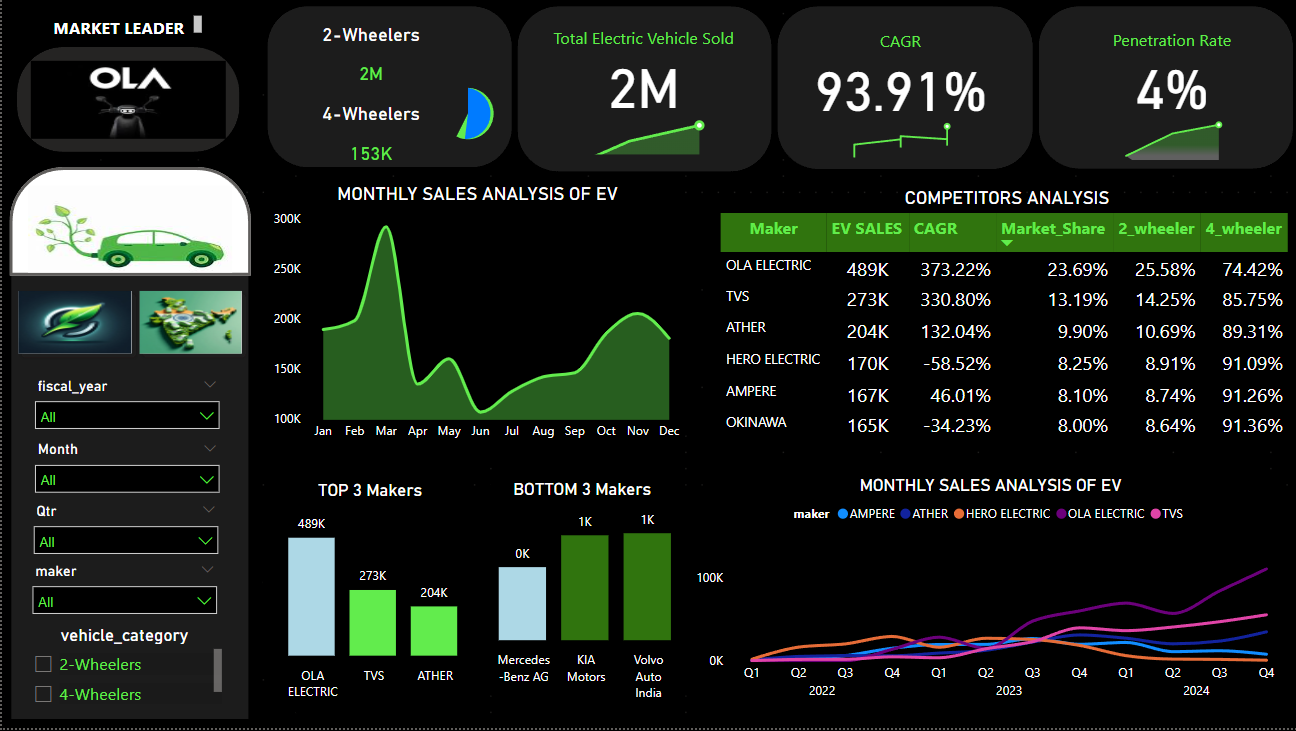 MARKET LEADER
OLA
2-Wheelers
2M
4-Wheelers
153K
Total Electric Vehicle Sold
2M
CAGR
93.91%
Penetration Rate
4%
fiscal_year
All
Month
All
Qtr
All
maker
All
vehicle_category
2-Wheelers
4-Wheelers
MONTHLY SALES ANALYSIS OF EV
300K
250K
200K
150K
100K
Jan Feb Mar Apr May Jun Jul Aug Sep Oct Nov Dec
COMPETITORS ANALYSIS
Maker EV SALES CAGR Market_Share 2_wheeler 4_wheeler
OLA ELECTRIC 489K 373.22% 23.69% 25.58% 74.42%
TVS 273K 330.80% 13.19% 14.25% 85.75%
ATHER 204K 132.04% 9.90% 10.69% 89.31%
HERO ELECTRIC 170K -58.52% 8.25% 8.91% 91.09%
AMPERE 167K 46.01% 8.10% 8.74% 91.26%
OKINAWA 165K -34.23% 8.00% 8.64% 91.36%
TOP 3 Makers
489K
273K
204K
OLA
ELECTRIC
TVS
ATHER
BOTTOM 3 Makers
0K
1K
1K
Mercedes
-Benz AG
KIA
Motors
Volvo
Auto
India
MONTHLY SALES ANALYSIS OF EV
maker AMPERE ATHER HERO ELECTRIC OLA ELECTRIC TVS
100K
0K
Q1 Q2 Q3 Q4 Q1 Q2 Q3 Q4 Q1 Q2 Q3 Q4
2022 2023 2024